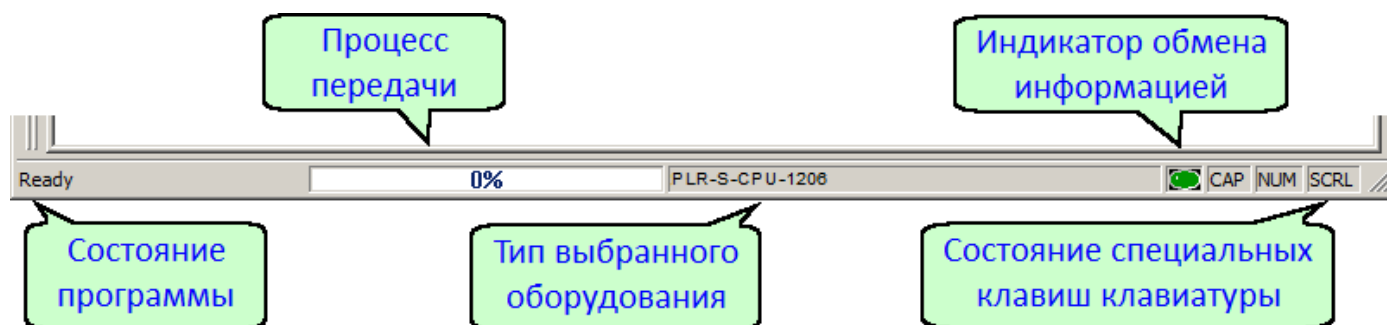 Процесс
передачи
Индикатор обмена
информацией
Ready
0%
PLR-S-CPU-1206
CAP NUM SCRL
Состояние
программы
Тип выбранного
оборудования
Состояние специальных
клавиш клавиатуры